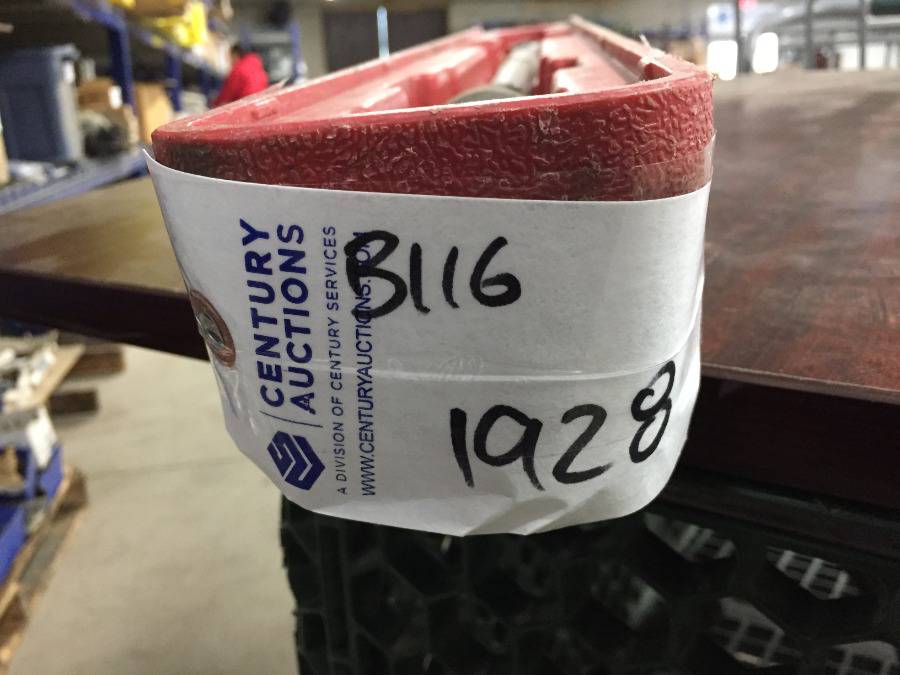 CENTURY
AUCTIONS
A DIVISION OF CENTURY SERVICES
WWW.CENTURYAUCTIONS.COM
B116
1928